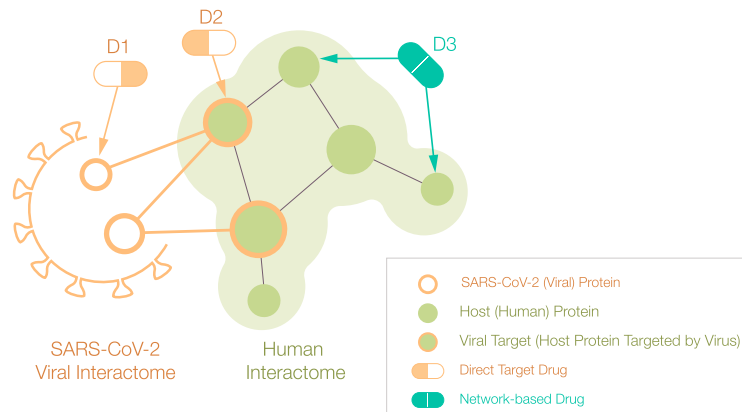 D2
D1
D3
SARS-CoV-2
Viral Interactome
Human
Interactome
SARS-CoV-2 (Viral) Protein
Host (Human) Protein
Viral Target (Host Protein Targeted by Virus)
Direct Target Drug
Network-based Drug